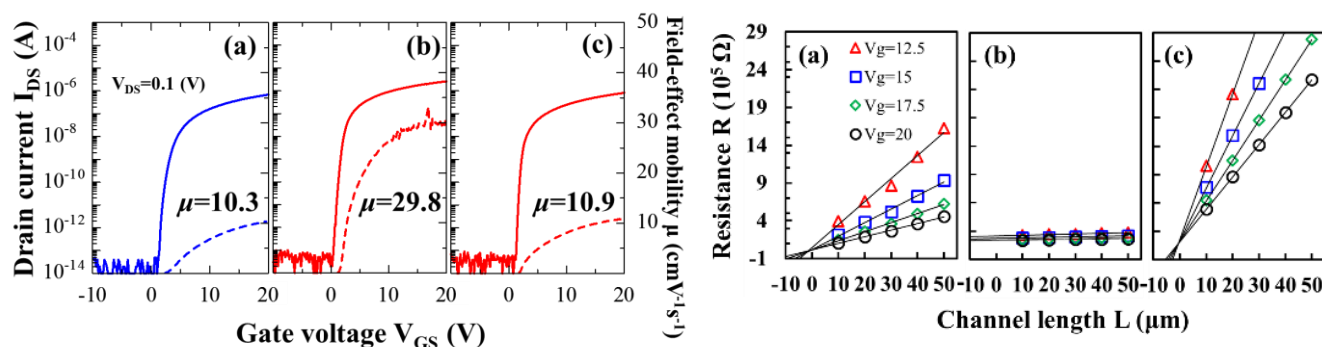 Drain current I_DS (A)
10^-4
10^-6
10^-8
10^-10
10^-12
10^-14
(a)
V_DS=0.1 (V)
μ=10.3
-10 0 10 20
(b)
μ=29.8
0 10 20
(c)
μ=10.9
0 10 20
50
40
30
20
10
Field-effect mobility μ (cmV^-1s^-1)
Gate voltage V_GS (V)
Resistance R (10^5 Ω)
29
24
19
14
9
4
-1
(a)
Vg=12.5
Vg=15
Vg=17.5
Vg=20
-10 0 10 20 30 40 50
(b)
-10 0 10 20 30 40 50
(c)
-10 0 10 20 30 40 50
Channel length L (μm)